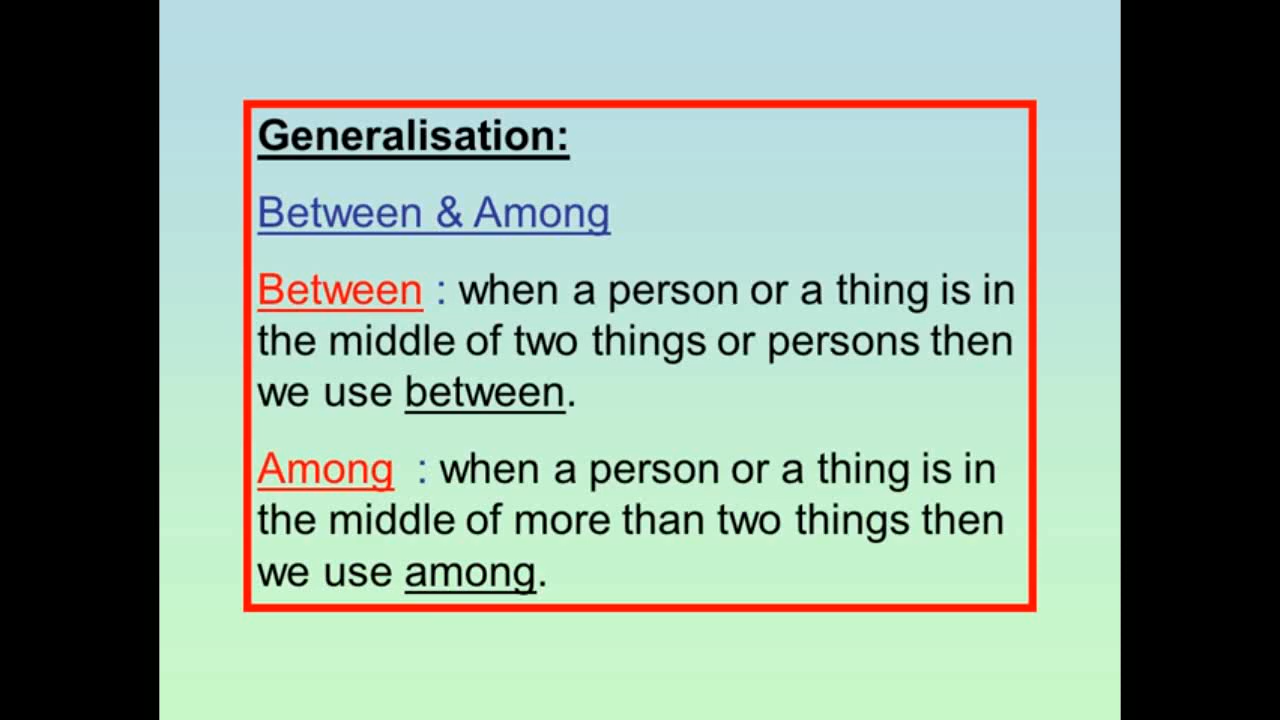 Generalisation:
Between & Among
Between : when a person or a thing is in
the middle of two things or persons then
we use between.
Among : when a person or a thing is in
the middle of more than two things then
we use among.